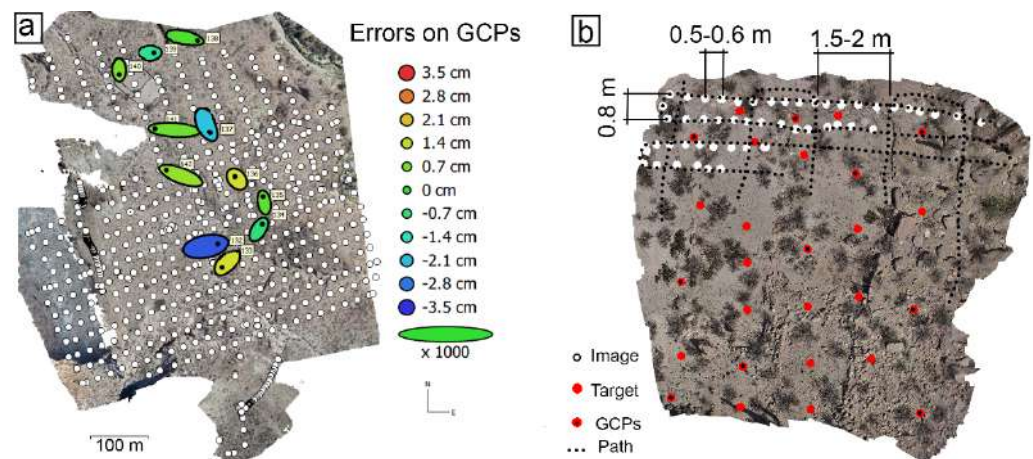 a
Errors on GCPs
3.5 cm
2.8 cm
2.1 cm
1.4 cm
0.7 cm
0 cm
-0.7 cm
-1.4 cm
-2.1 cm
-2.8 cm
-3.5 cm
x 1000
N
E
100 m
138
139
b
0.5-0.6 m
1.5-2 m
0.8 m
Image
Target
GCPs
Path